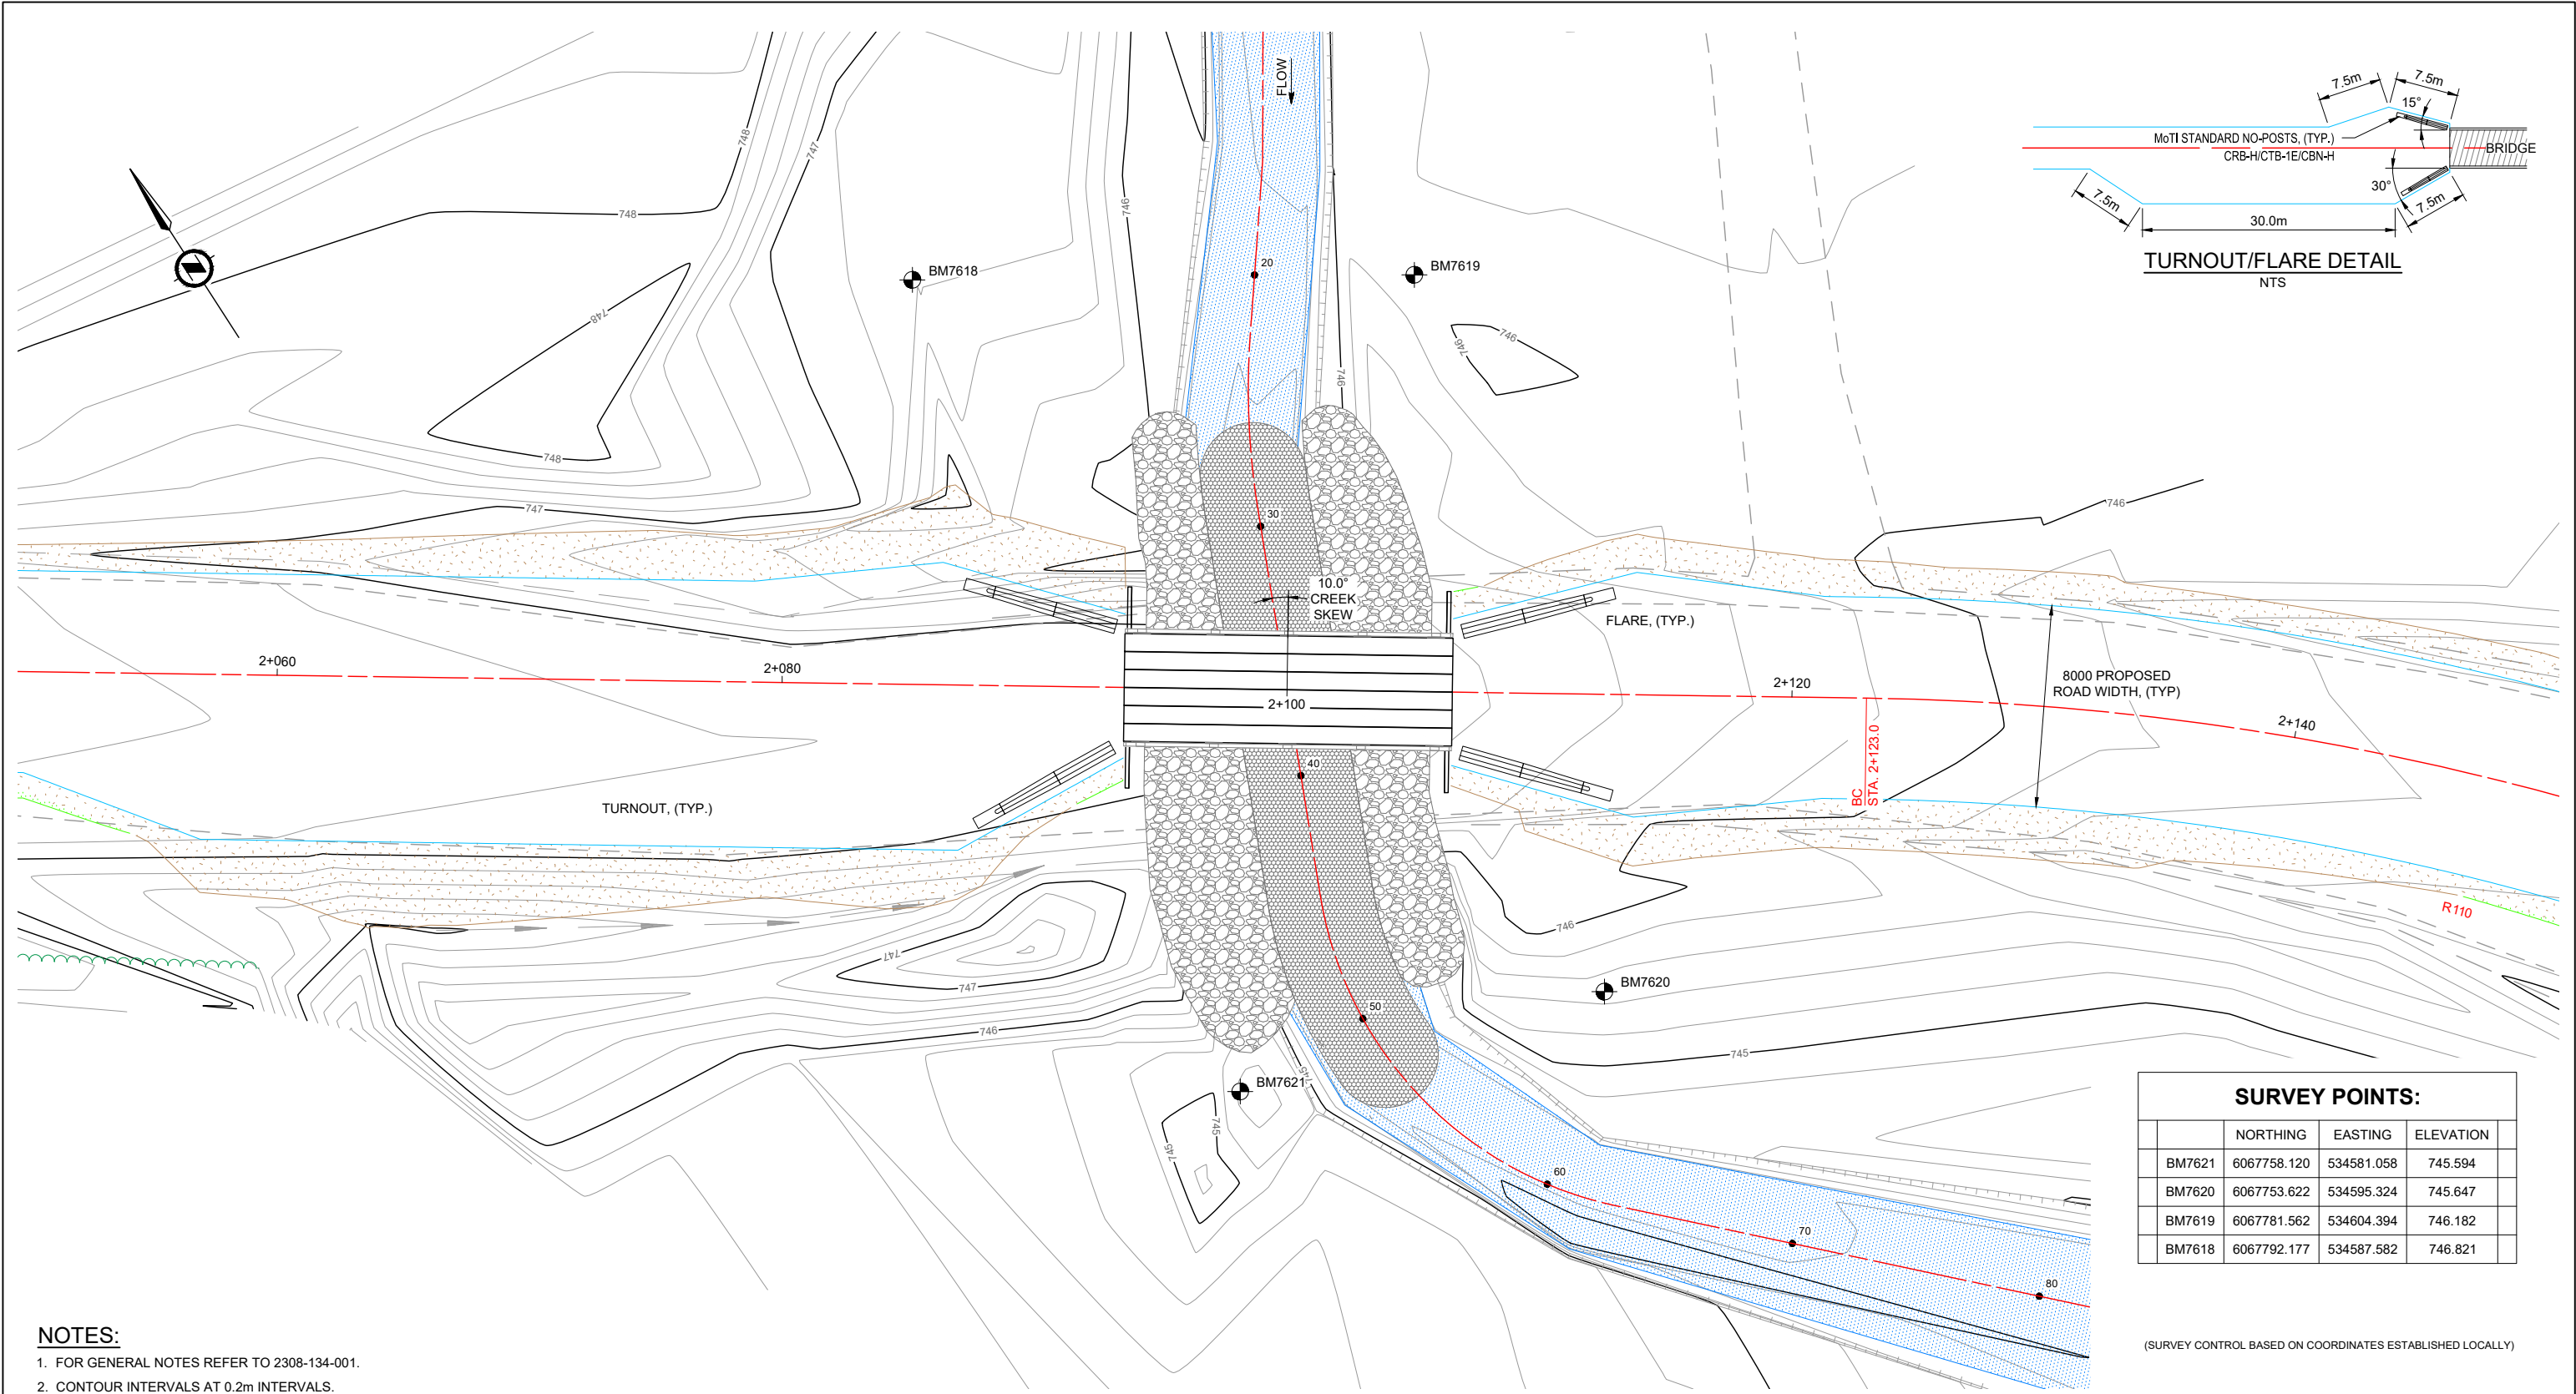 FLOW
748
747
748
748
748
747
746
746
746
746
746
746
BM7618
BM7619
20
30
7.5m
7.5m
15°
MoTI STANDARD NO-POSTS, (TYP.)
CRB-H/CTB-1E/CBN-H
BRIDGE
30°
7.5m
7.5m
30.0m
TURNOUT/FLARE DETAIL
NTS
10.0°
CREEK
SKEW
FLARE, (TYP.)
2+060
2+080
2+100
2+120
2+140
8000 PROPOSED
ROAD WIDTH, (TYP)
BC
STA. 2+123.0
R110
TURNOUT, (TYP.)
40
50
60
70
80
747
747
746
746
745
745
745
745
BM7620
BM7621
SURVEY POINTS:
NORTHING EASTING ELEVATION
BM7621 6067758.120 534581.058 745.594
BM7620 6067753.622 534595.324 745.647
BM7619 6067781.562 534604.394 746.182
BM7618 6067792.177 534587.582 746.821
(SURVEY CONTROL BASED ON COORDINATES ESTABLISHED LOCALLY)
NOTES:
1. FOR GENERAL NOTES REFER TO 2308-134-001.
2. CONTOUR INTERVALS AT 0.2m INTERVALS.